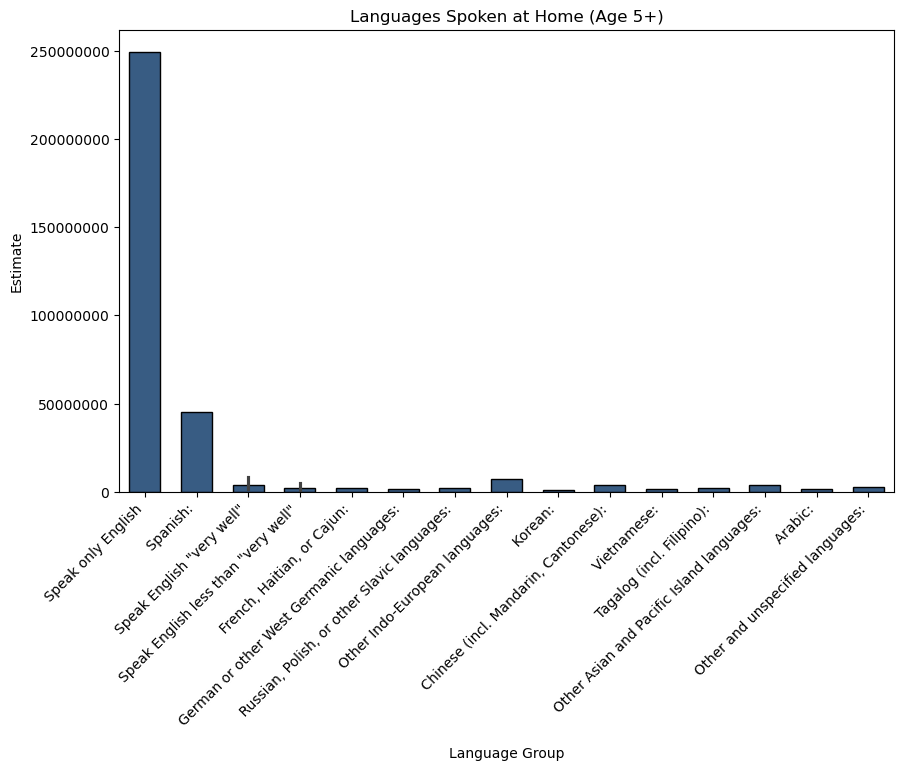 Languages Spoken at Home (Age 5+)
250000000
200000000
150000000
100000000
50000000
0
Estimate
Speak only English
Spanish:
Speak English "very well"
Speak English less than "very well"
French, Haitian, or Cajun:
German or other West Germanic languages:
Russian, Polish, or other Slavic languages:
Other Indo-European languages:
Korean:
Chinese (incl. Mandarin, Cantonese):
Vietnamese:
Tagalog (incl. Filipino):
Other Asian and Pacific Island languages:
Arabic:
Other and unspecified languages:
Language Group